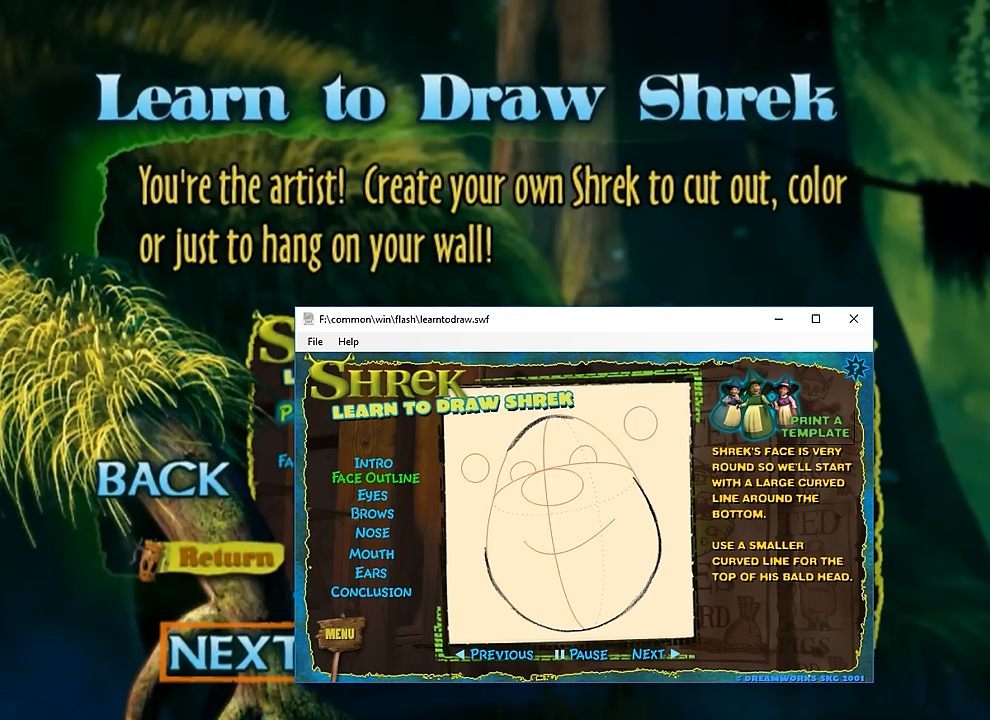 Learn to Draw Shrek
You're the artist! Create your own Shrek to cut out, color
or just to hang on your wall!
F:\common\win\flash\learntodraw.swf
File Help
SHREK
LEARN TO DRAW SHREK
?
PRINT A
TEMPLATE
INTRO
FACE OUTLINE
EYES
BROWS
NOSE
MOUTH
EARS
CONCLUSION
SHREK'S FACE IS VERY
ROUND SO WE'LL START
WITH A LARGE CURVED
LINE AROUND THE
BOTTOM.
USE A SMALLER
CURVED LINE FOR THE
TOP OF HIS BALD HEAD.
MENU
PREVIOUS PAUSE NEXT
© DREAMWORKS SKG 2001
BACK
Return
NEXT